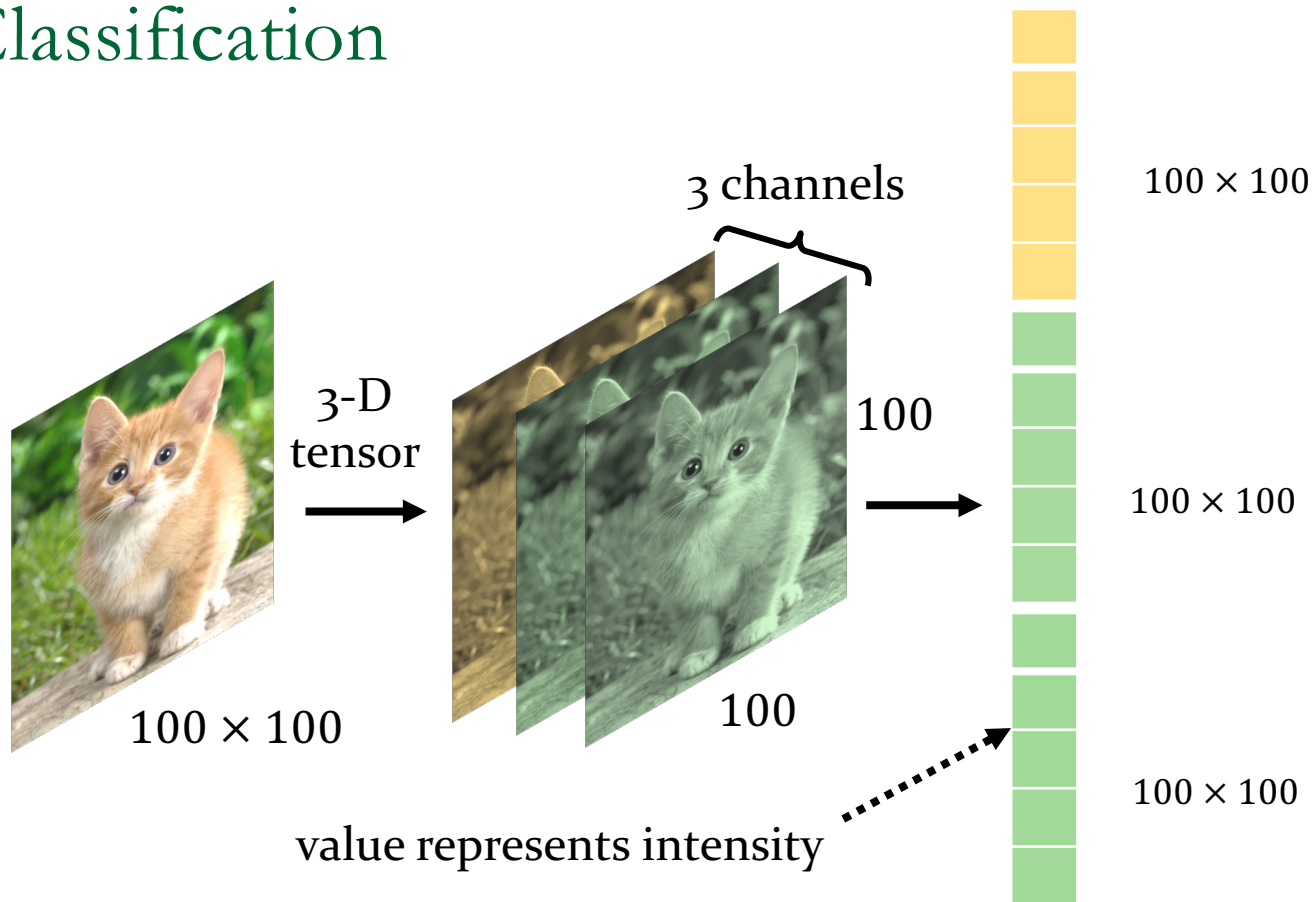 Classification
3 channels
100 × 100
3-D
tensor
100
100 × 100
100
100 × 100
100 × 100
value represents intensity